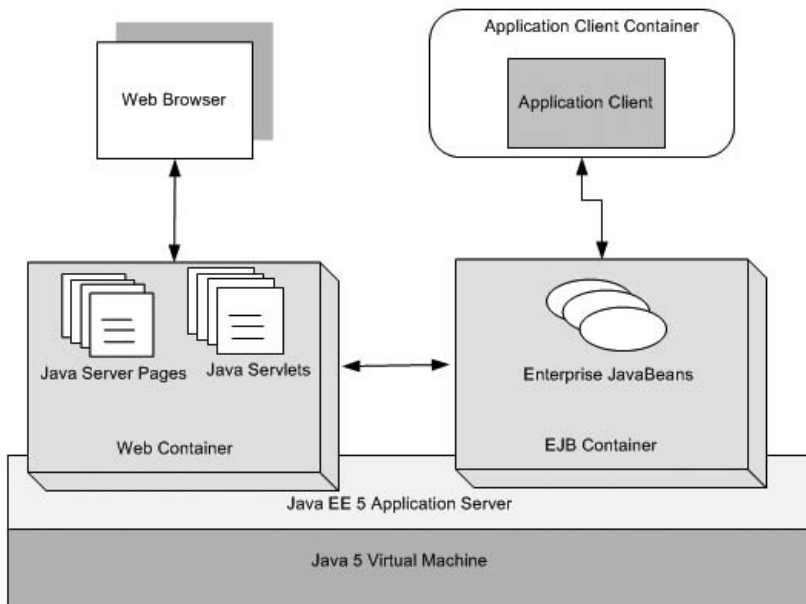 Application Client Container
Web Browser
Application Client
Java Server Pages
Java Servlets
Enterprise JavaBeans
Web Container
EJB Container
Java EE 5 Application Server
Java 5 Virtual Machine